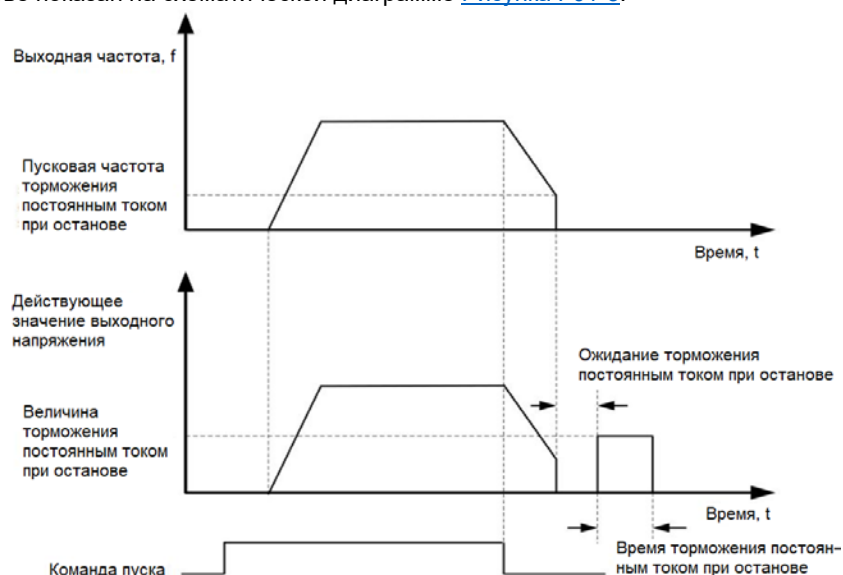 Выходная частота, f
Пусковая частота
торможения
постоянным током
при останове
Время, t
Действующее
значение выходного
напряжения
Ожидание торможения
постоянным током при останове
Величина
торможения
постоянным током
при останове
Время, t
Время торможения постоян-
ным током при останове
Команда пуска